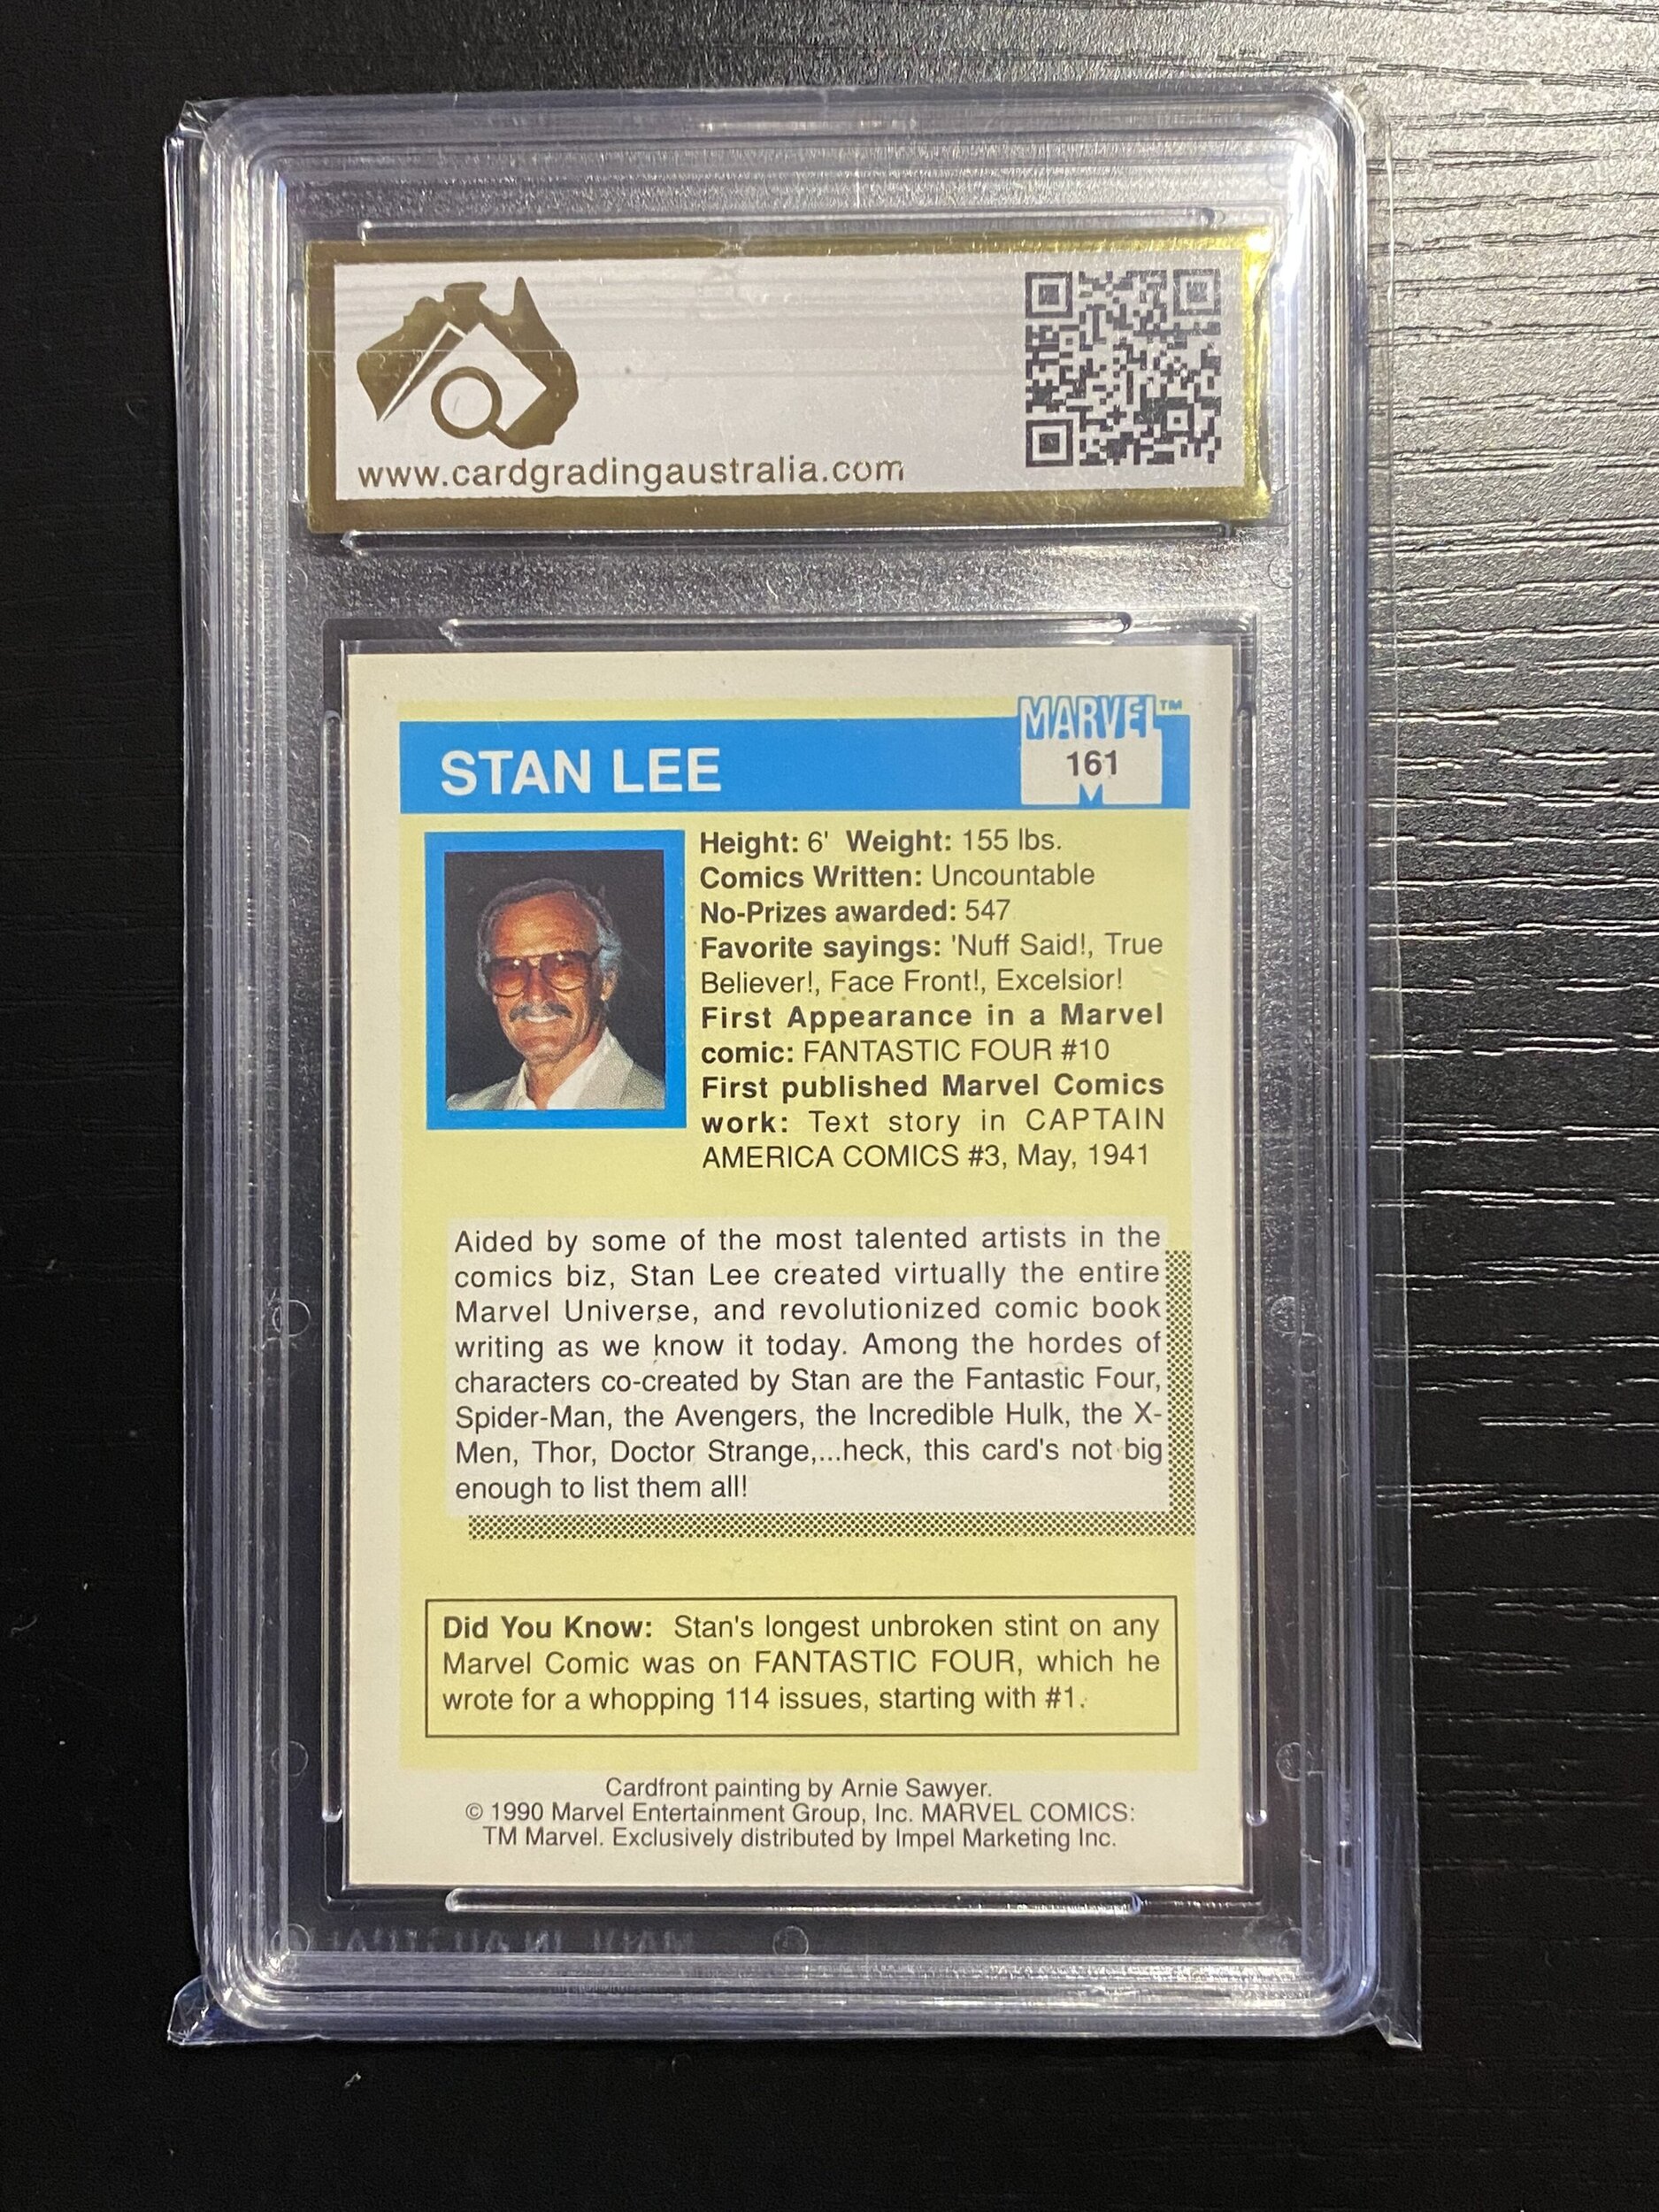 www.cardgradingaustralia.com
STAN LEE
MARVEL™
161
Height: 6' Weight: 155 lbs.
Comics Written: Uncountable
No-Prizes awarded: 547
Favorite sayings: 'Nuff Said!, True
Believer!, Face Front!, Excelsior!
First Appearance in a Marvel
comic: FANTASTIC FOUR #10
First published Marvel Comics
work: Text story in CAPTAIN
AMERICA COMICS #3, May, 1941
Aided by some of the most talented artists in the
comics biz, Stan Lee created virtually the entire
Marvel Universe, and revolutionized comic book
writing as we know it today. Among the hordes of
characters co-created by Stan are the Fantastic Four,
Spider-Man, the Avengers, the Incredible Hulk, the X-
Men, Thor, Doctor Strange,...heck, this card's not big
enough to list them all!
Did You Know: Stan's longest unbroken stint on any
Marvel Comic was on FANTASTIC FOUR, which he
wrote for a whopping 114 issues, starting with #1.
Cardfront painting by Arnie Sawyer.
© 1990 Marvel Entertainment Group, Inc. MARVEL COMICS:
TM Marvel. Exclusively distributed by Impel Marketing Inc.